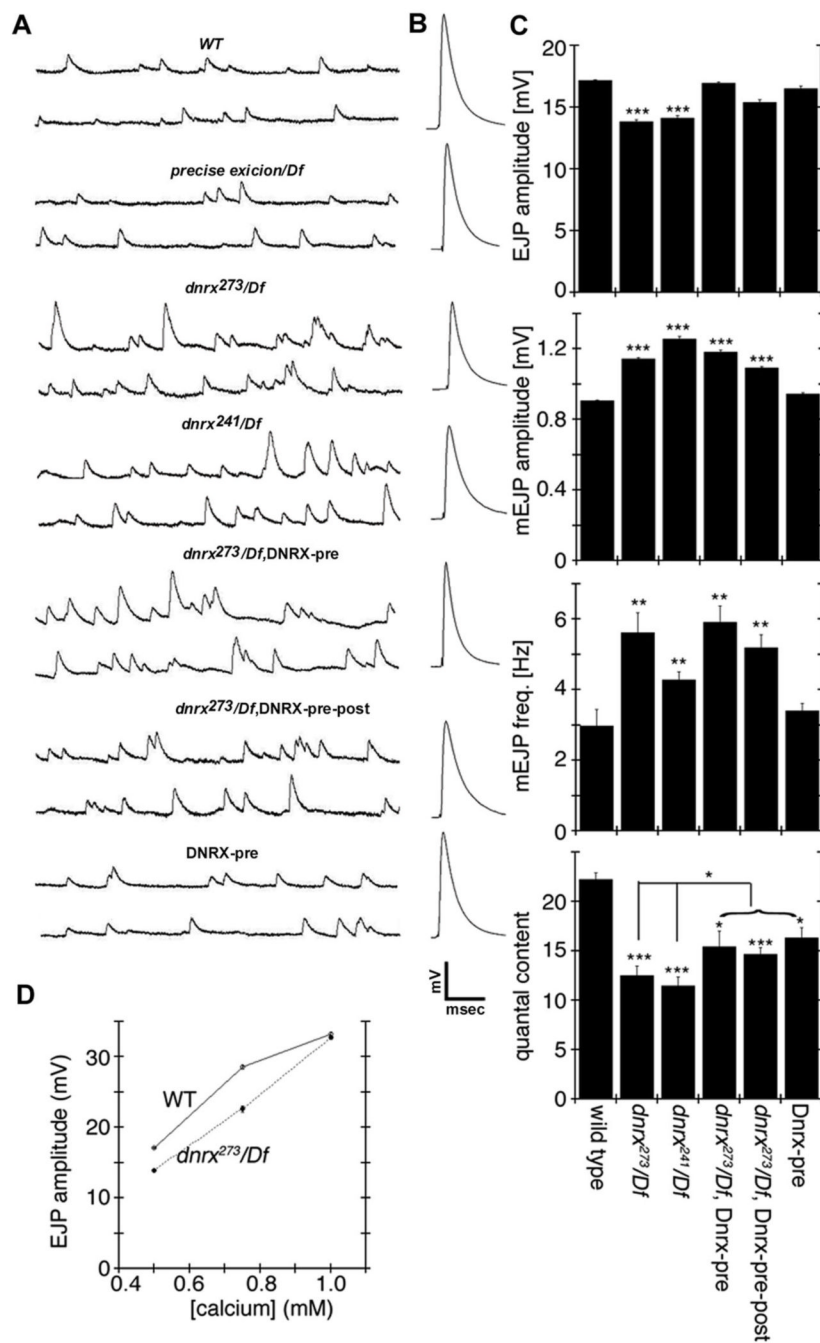 A
B
C
WT
precise exicion/Df
dnrx²⁷³/Df
dnrx²⁴¹/Df
dnrx²⁷³/Df,DNRX-pre
dnrx²⁷³/Df,DNRX-pre-post
DNRX-pre
mV
msec
EJP amplitude [mV]
20
15
10
5
0
*** ***
mEJP amplitude [mV]
1.2
0.8
0.4
0
*** *** *** ***
mEJP freq. [Hz]
6
4
2
0
** ** ** **
quantal content
20
15
10
5
0
*
*** *** * *** *
wild type
dnrx²⁷³/Df
dnrx²⁴¹/Df
dnrx²⁷³/Df, Dnrx-pre
dnrx²⁷³/Df, Dnrx-pre-post
Dnrx-pre
D
EJP amplitude (mV)
30
20
10
0
WT
dnrx²⁷³/Df
0.4 0.6 0.8 1.0
[calcium] (mM)